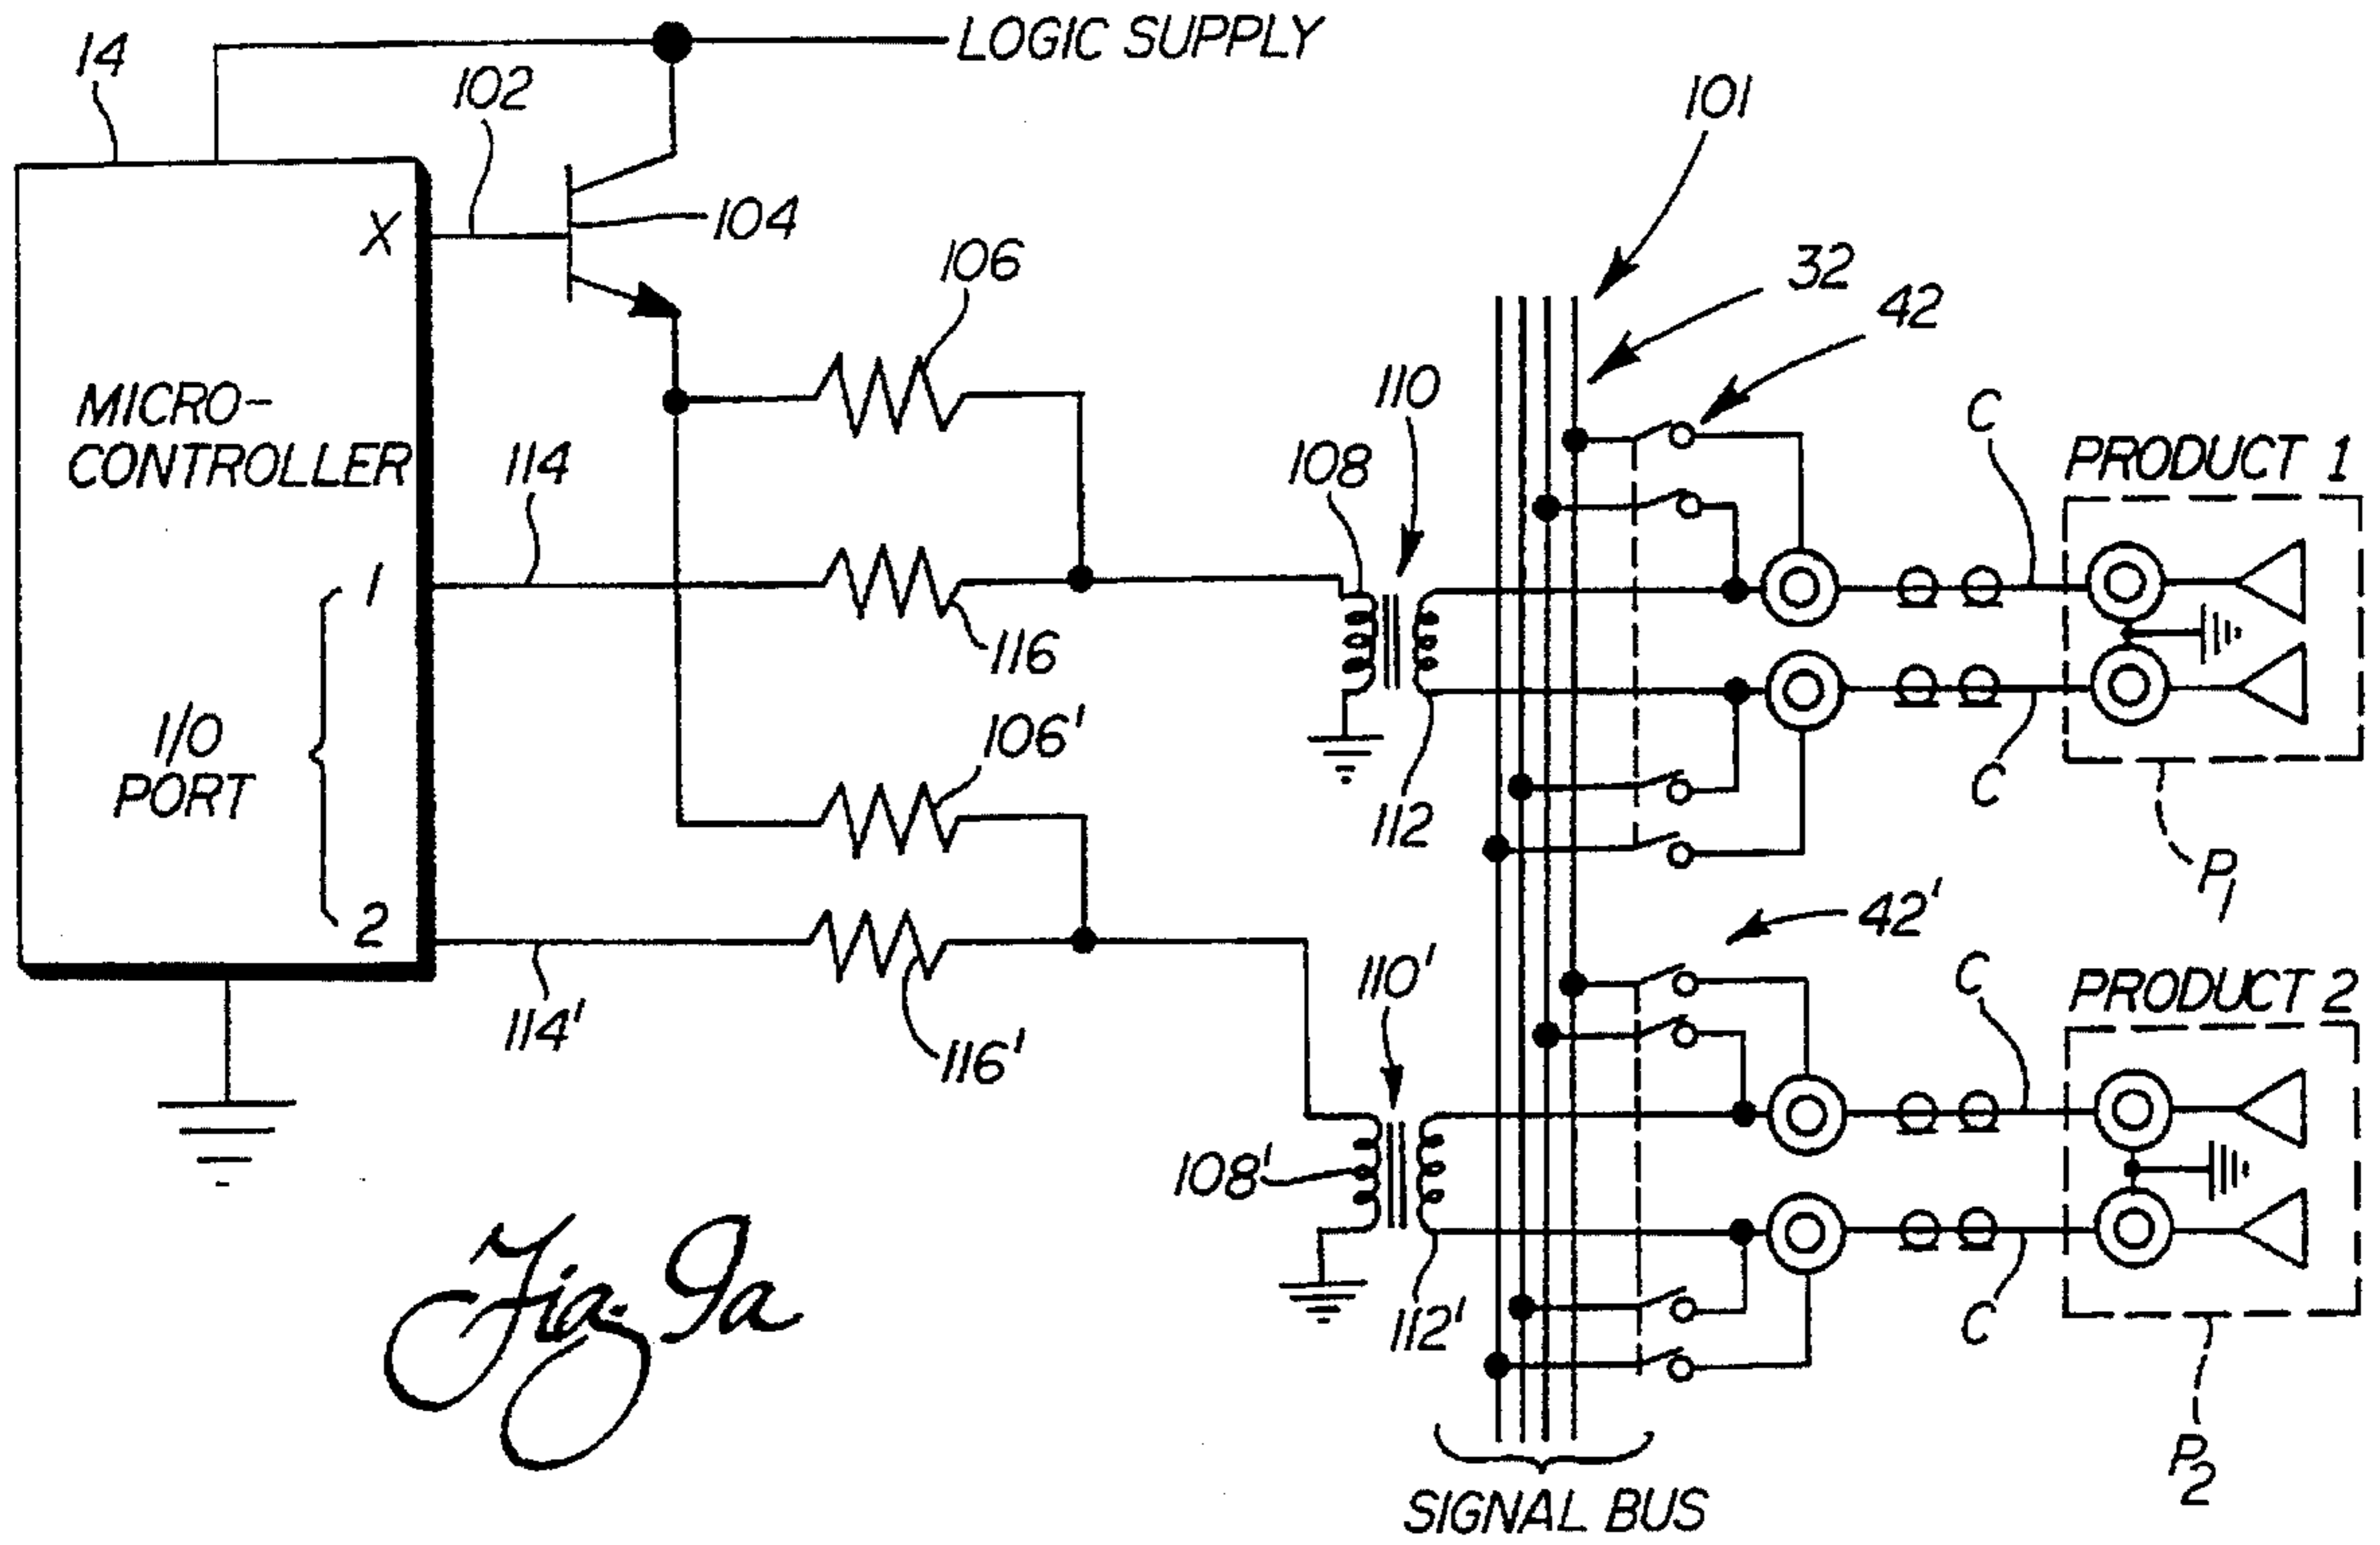 LOGIC SUPPLY
14
102
101
X
104
106
32
42
110
C
MICRO-
CONTROLLER
114
108
PRODUCT 1
1
116
I/O
PORT
106'
112
C
P1
2
42'
114'
116'
110'
C
PRODUCT 2
108'
112'
C
Fig. 9a
P2
SIGNAL BUS